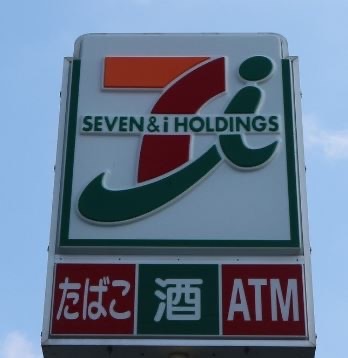 SEVEN & i HOLDINGS
たばこ 酒 ATM